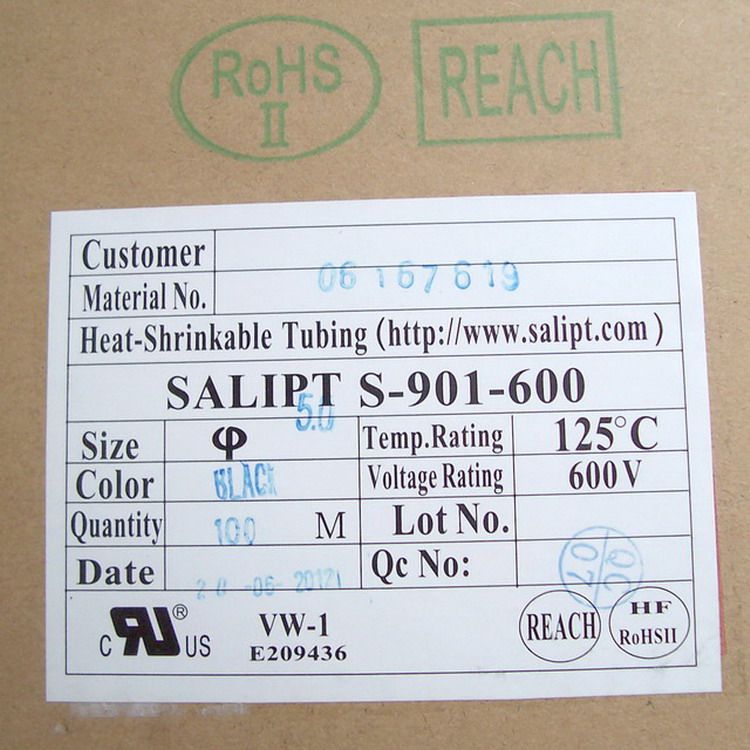 RoHS
II
REACH
Customer
Material No. 06167619
Heat-Shrinkable Tubing (http://www.salipt.com)
SALIPT S-901-600
Size φ 5.0 Temp.Rating 125°C
Color BLACK Voltage Rating 600V
Quantity 100 M Lot No.
Date Qc No:
c RU ® US
VW-1
E209436
REACH
HF
RoHSII